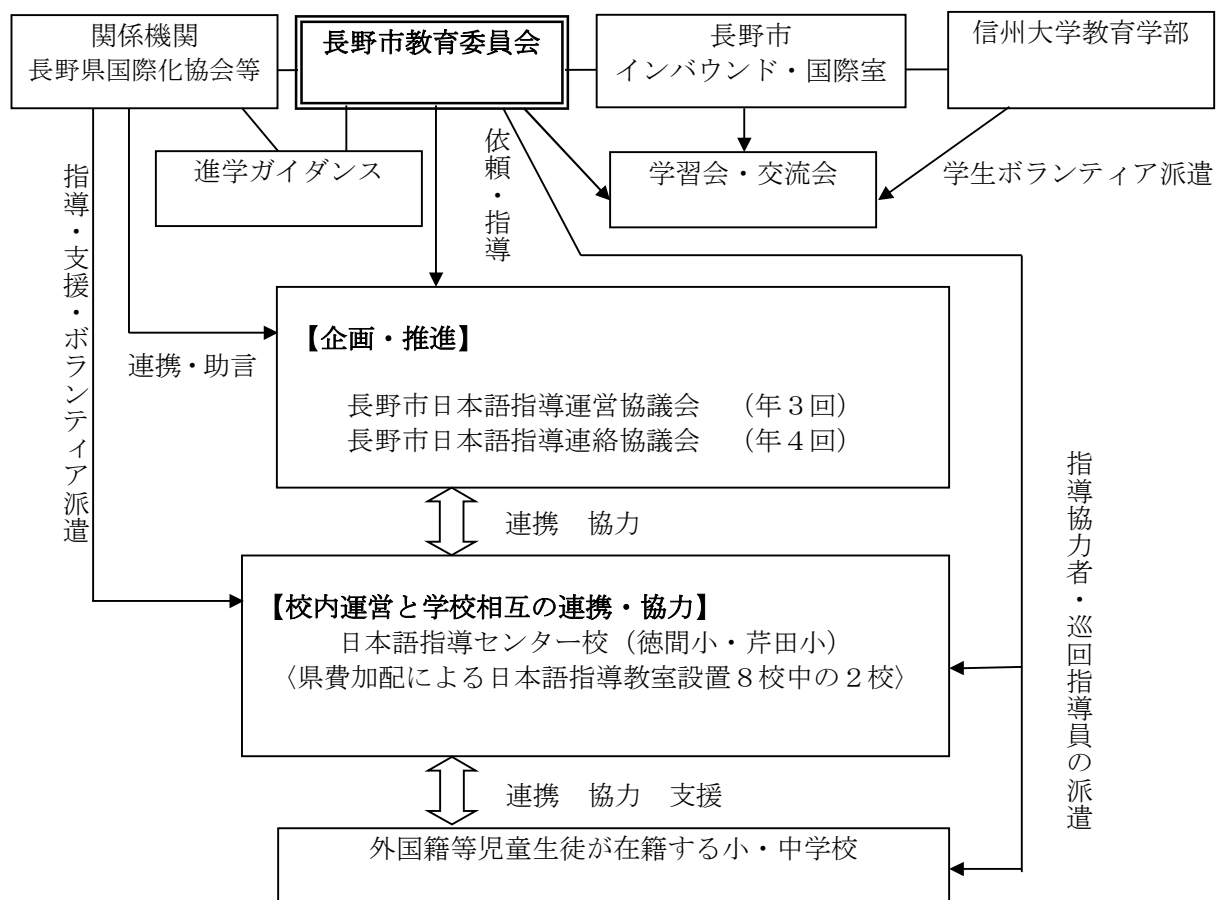 関係機関
長野県国際化協会等
長野市教育委員会
長野市
インバウンド・国際室
信州大学教育学部
進学ガイダンス
依頼・指導
学習会・交流会
学生ボランティア派遣
指導・支援・ボランティア派遣
【企画・推進】
連携・助言
長野市日本語指導運営協議会 （年３回）
長野市日本語指導連絡協議会 （年４回）
連携 協力
指導協力者・巡回指導員の派遣
【校内運営と学校相互の連携・協力】
日本語指導センター校（徳間小・芹田小）
〈県費加配による日本語指導教室設置８校中の２校〉
連携 協力 支援
外国籍等児童生徒が在籍する小・中学校